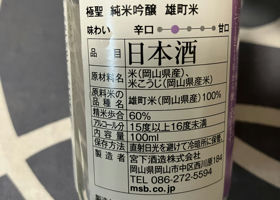 極聖 純米吟醸 雄町米
味わい 辛口 甘口
品目 日本酒
原材料名 米(岡山県産)、
米こうじ(岡山県産米)
原料米の品種名 雄町米(岡山県産)100%
精米歩合 60%
アルコール分 15度以上16度未満
内容量 100ml
保存方法 直射日光を避けて冷暗所に保管。
製造者 宮下酒造株式会社
岡山県岡山市中区西川原184
TEL 086-272-5594
msb.co.jp